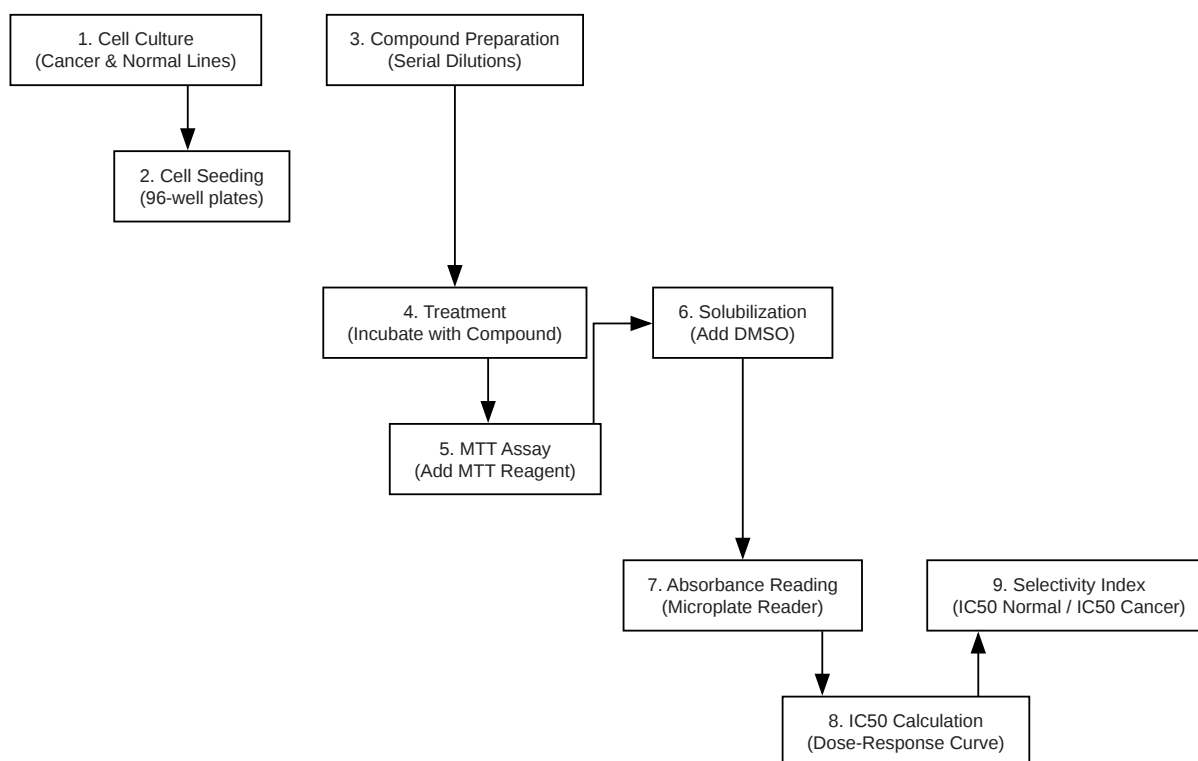 1. Cell Culture
(Cancer & Normal Lines)
3. Compound Preparation
(Serial Dilutions)
2. Cell Seeding
(96-well plates)
4. Treatment
(Incubate with Compound)
6. Solubilization
(Add DMSO)
5. MTT Assay
(Add MTT Reagent)
7. Absorbance Reading
(Microplate Reader)
9. Selectivity Index
(IC50 Normal / IC50 Cancer)
8. IC50 Calculation
(Dose-Response Curve)